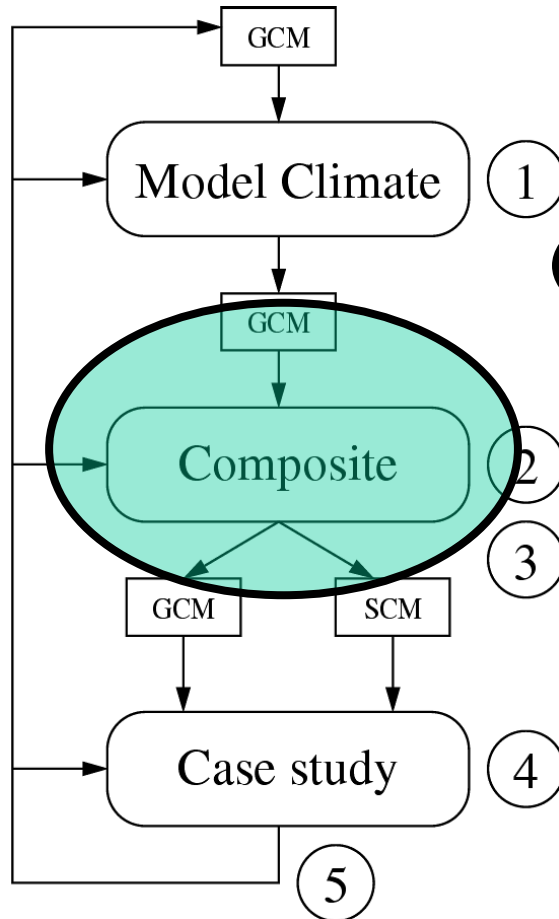 GCM
Model Climate
1
GCM
Composite
2
3
GCM
SCM
Case study
4
5